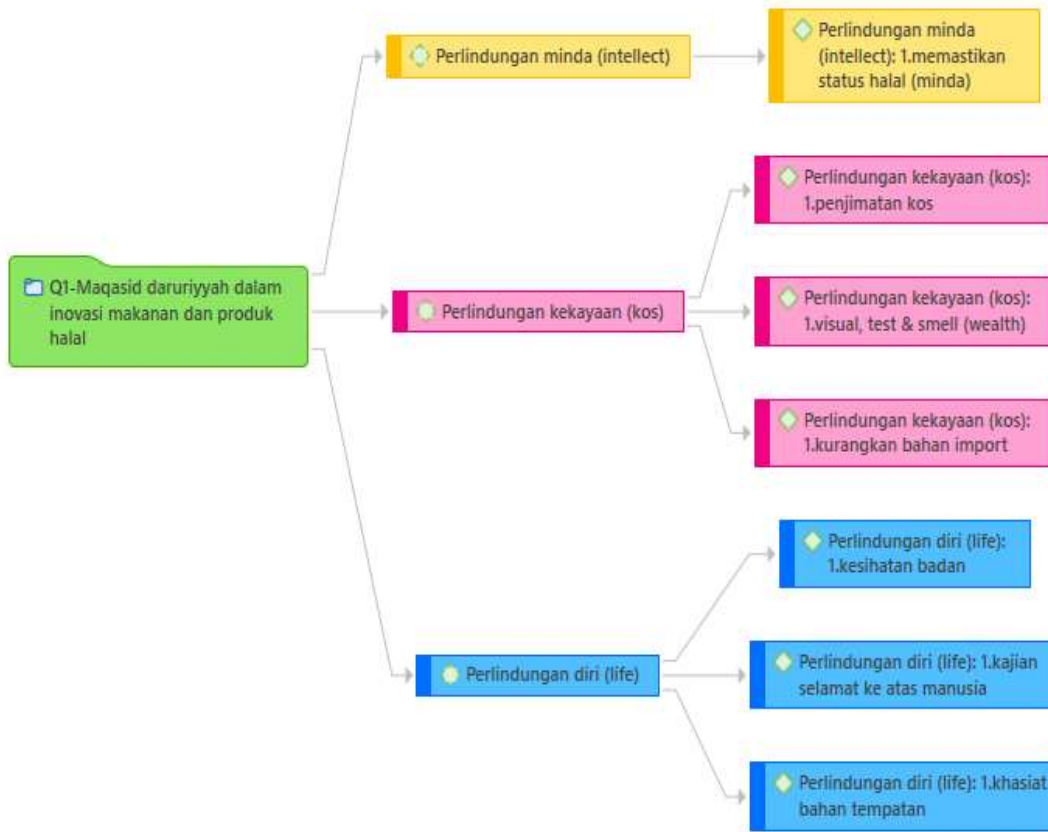 Perlindungan minda (intellect)
Perlindungan minda
(intellect): 1.memastikan
status halal (minda)
Perlindungan kekayaan (kos):
1.penjimatan kos
Q1-Maqasid daruriyyah dalam
inovasi makanan dan produk
halal
Perlindungan kekayaan (kos)
Perlindungan kekayaan (kos):
1.visual, test & smell (wealth)
Perlindungan kekayaan (kos):
1.kurangkan bahan import
Perlindungan diri (life):
1.kesihatan badan
Perlindungan diri (life)
Perlindungan diri (life): 1.kajian
selamat ke atas manusia
Perlindungan diri (life): 1.khasiat
bahan tempatan